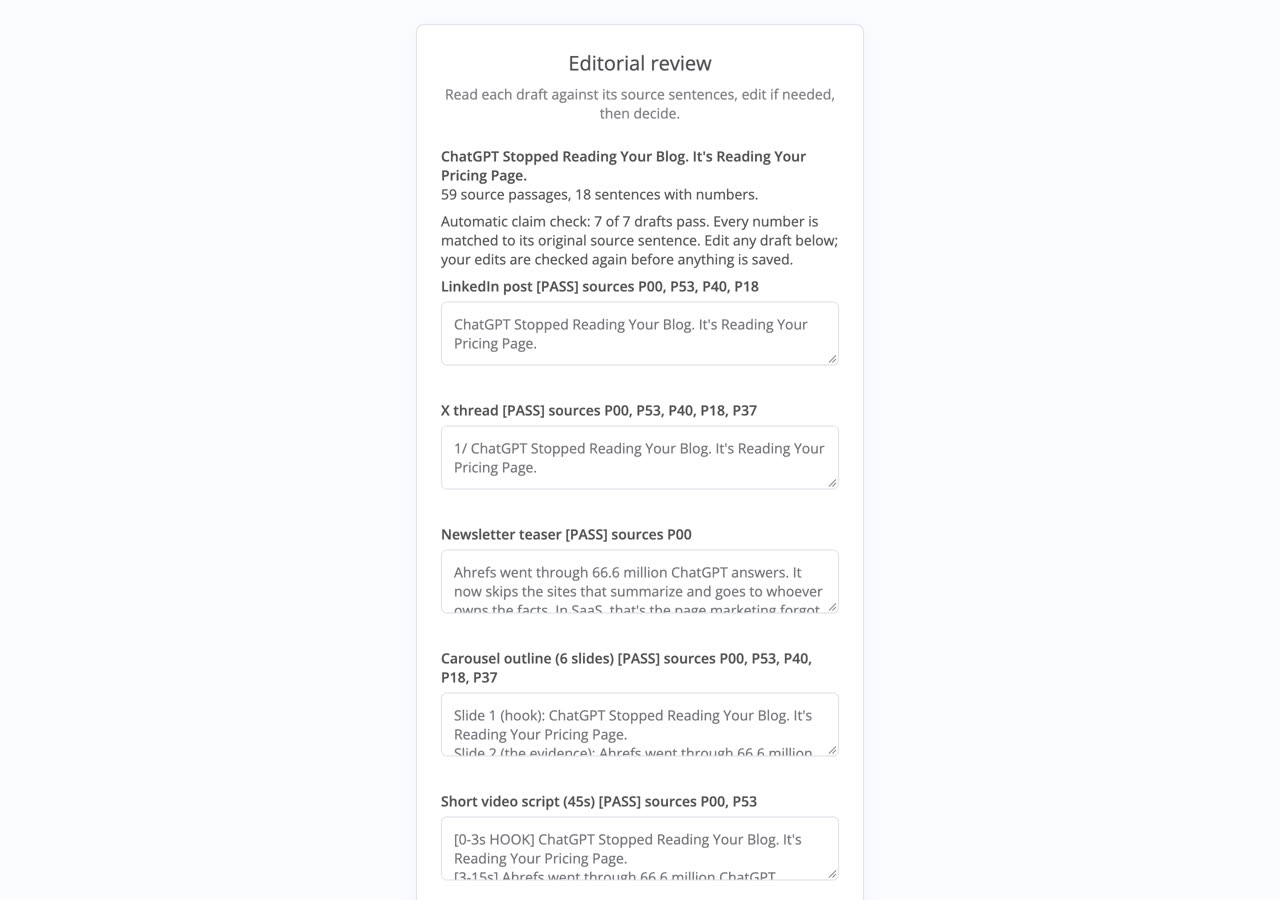 Editorial review
Read each draft against its source sentences, edit if needed,
then decide.
ChatGPT Stopped Reading Your Blog. It's Reading Your
Pricing Page.
59 source passages, 18 sentences with numbers.
Automatic claim check: 7 of 7 drafts pass. Every number is
matched to its original source sentence. Edit any draft below;
your edits are checked again before anything is saved.
LinkedIn post [PASS] sources P00, P53, P40, P18
ChatGPT Stopped Reading Your Blog. It's Reading Your
Pricing Page.
X thread [PASS] sources P00, P53, P40, P18, P37
1/ ChatGPT Stopped Reading Your Blog. It's Reading Your
Pricing Page.
Newsletter teaser [PASS] sources P00
Ahrefs went through 66.6 million ChatGPT answers. It
now skips the sites that summarize and goes to whoever
owns the facts. In SaaS, that's the page marketing forgot
Carousel outline (6 slides) [PASS] sources P00, P53, P40,
P18, P37
Slide 1 (hook): ChatGPT Stopped Reading Your Blog. It's
Reading Your Pricing Page.
Slide 2 (the evidence): Ahrefs went through 66.6 million
Short video script (45s) [PASS] sources P00, P53
[0-3s HOOK] ChatGPT Stopped Reading Your Blog. It's
Reading Your Pricing Page.
[3-15s] Ahrefs went through 66.6 million ChatGPT